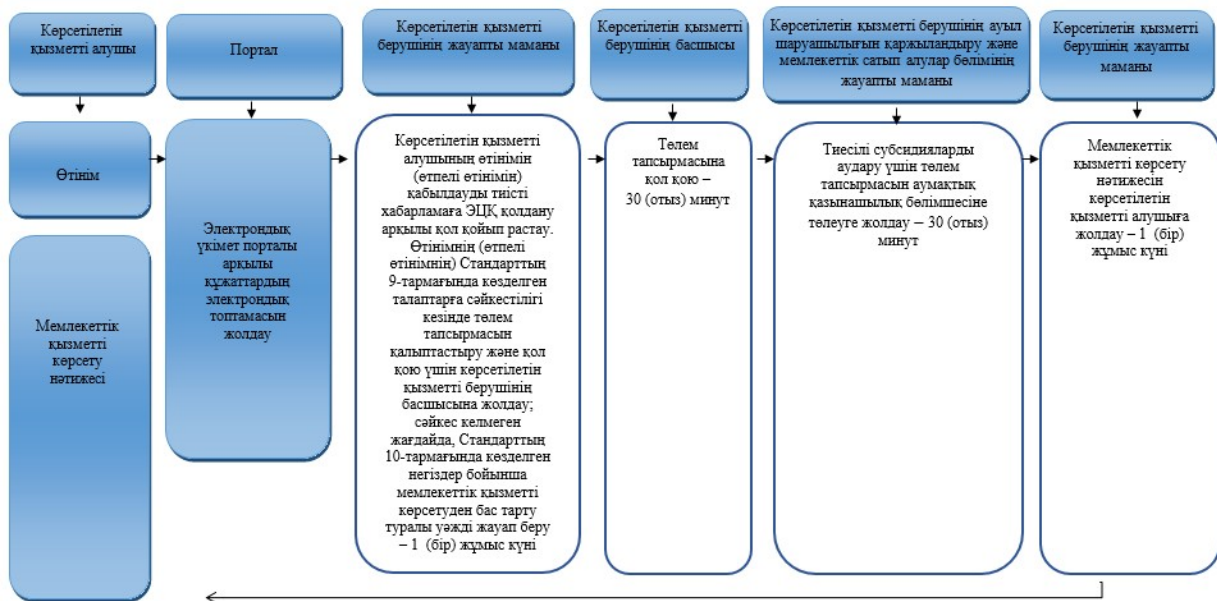 Көрсетілетін
қызметті алушы
Портал
Көрсетілетін қызметті
берушінің жауапты маманы
Көрсетілетін қызметті
берушінің басшысы
Көрсетілетін қызметті берушінің ауыл
шаруашылығын қаржыландыру және
мемлекеттік сатып алулар бөлімінің
жауапты маманы
Көрсетілетін қызметті
берушінің жауапты
маманы
Өтінім
Мемлекеттік
қызметті
көрсету
нәтижесі
Электрондық
үкімет порталы
арқылы
құжаттардың
электрондық
топтамасын
жолдау
Көрсетілетін қызметті
алушының өтінімін
(өтпелі өтінімін)
қабылдауды тиісті
хабарламаға ЭЦҚ қолдану
арқылы қол қойып растау.
Өтінімнің (өтпелі
өтінімнің) Стандарттың
9-тармағында көзделген
талаптарға сәйкестілігі
кезінде төлем
тапсырмасын
қалыптастыру және қол
қою үшін көрсетілетін
қызметті берушінің
басшысына жолдау;
сәйкес келмеген
жағдайда, Стандарттың
10-тармағында көзделген
негіздер бойынша
мемлекеттік қызметті
көрсетуден бас тарту
туралы уәжді жауап беру
– 1 (бір) жұмыс күні
Төлем
тапсырмасына
қол қою –
30 (отыз) минут
Тиесілі субсидияларды
аудару үшін төлем
тапсырмасын аумақтық
қазынашылық бөлімшесіне
төлеуге жолдау – 30 (отыз)
минут
Мемлекеттік
қызметті көрсету
нәтижесін
көрсетілетін
қызметті алушыға
жолдау – 1 (бір)
жұмыс күні